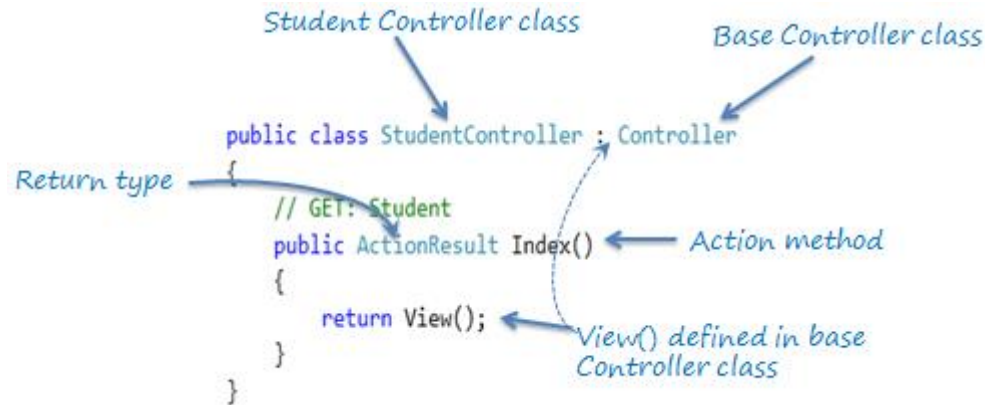 Student Controller class
Base Controller class
public class StudentController : Controller
{
Return type
// GET: Student
public ActionResult Index()
Action method
{
return View();
View() defined in base
Controller class
}
}